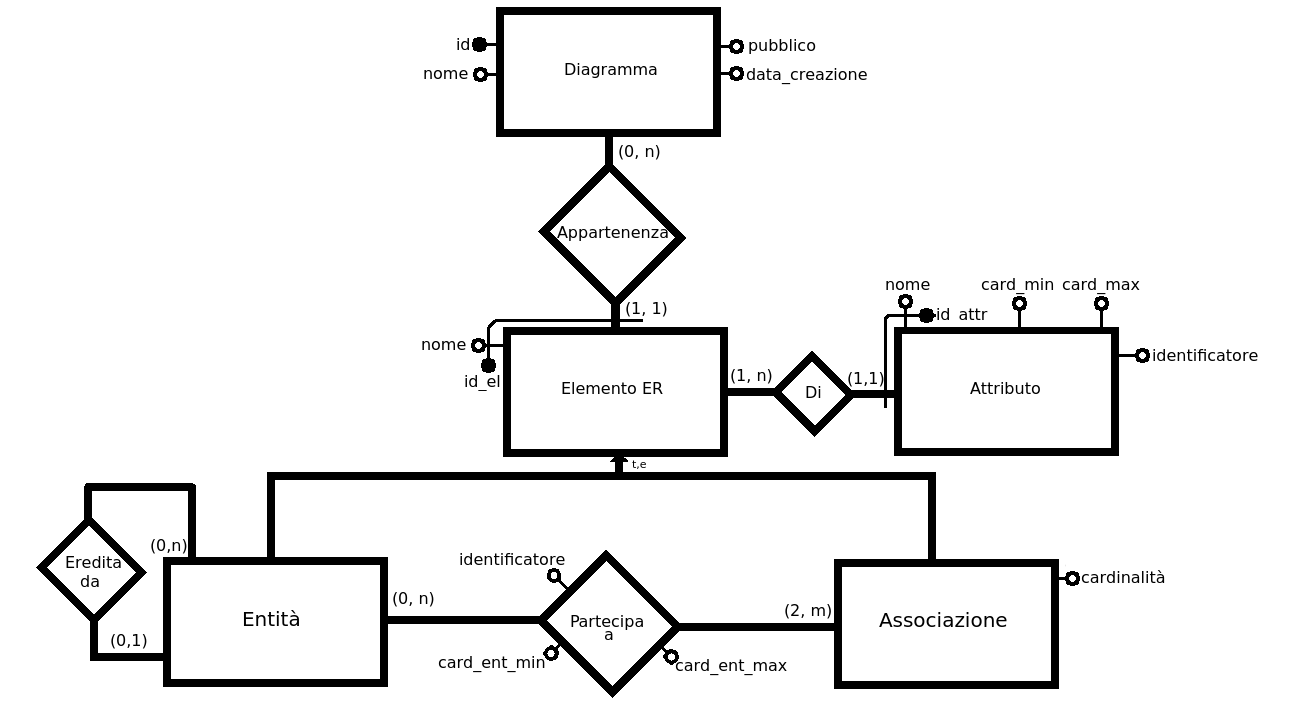 id
pubblico
nome
Diagramma
data_creazione
(0, n)
Appartenenza
(1, 1)
nome
card_min
card_max
id_attr
nome
identificatore
id_el
Elemento ER
(1, n)
Di
(1,1)
Attributo
t,e
(0,n)
Eredita
da
(0,1)
Entità
(0, n)
identificatore
Partecipa
a
card_ent_min
card_ent_max
(2, m)
Associazione
cardinalità